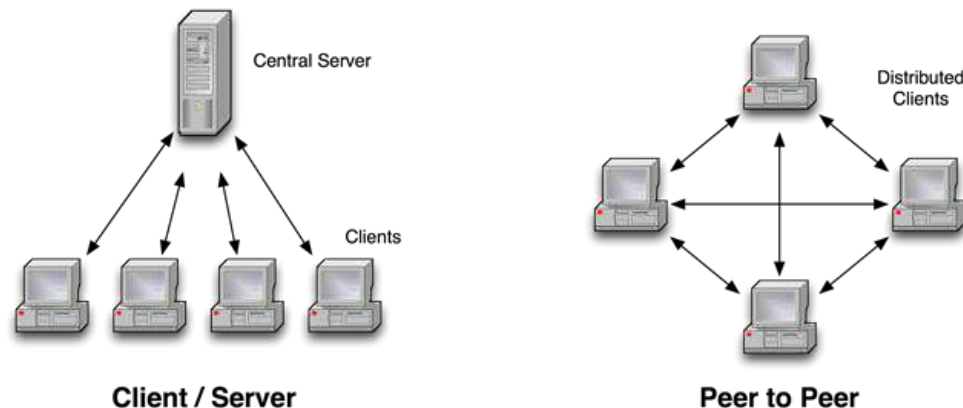 Central Server
Clients
Client / Server
Distributed
Clients
Peer to Peer